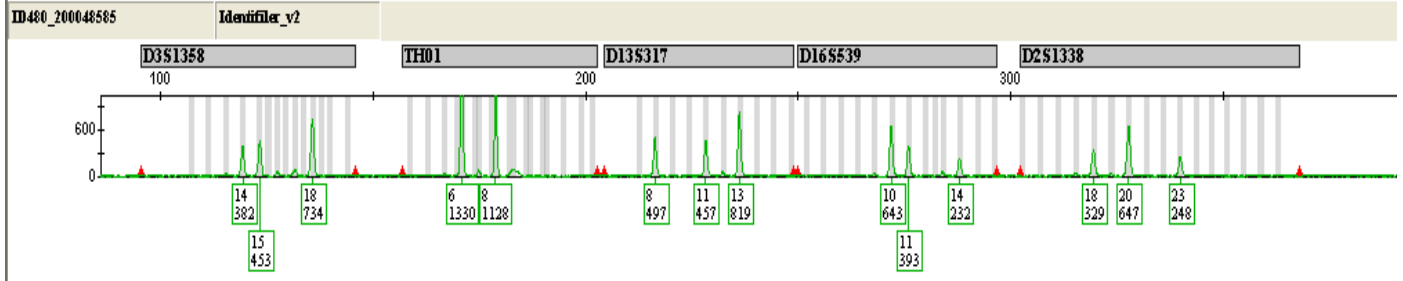 ID480_200048585 Identifiler_v2
D3S1358 TH01 D13S317 D16S539 D2S1338
100 200 300
600
0
14 18 6 8 8 11 13 10 14 18 20 23
382 734 1330 1128 497 457 819 643 232 329 647 248
15 11
453 393